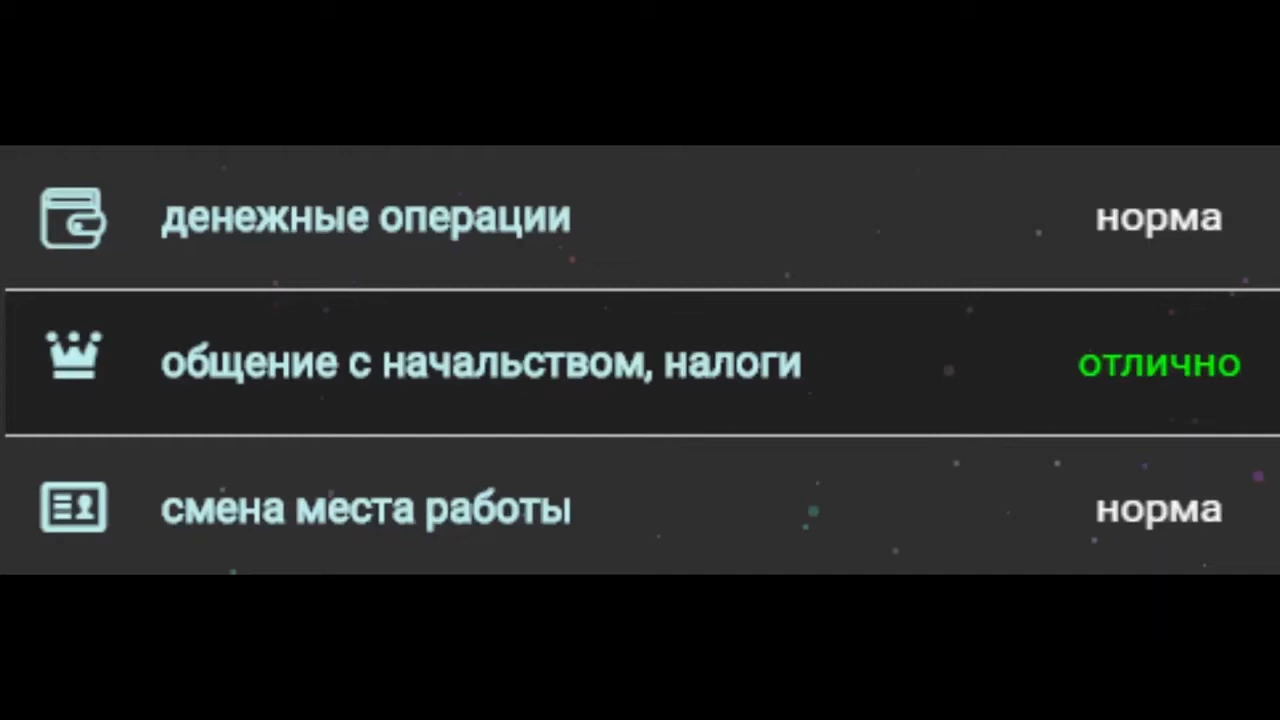 денежные операции норма
общение с начальством, налоги отлично
смена места работы норма